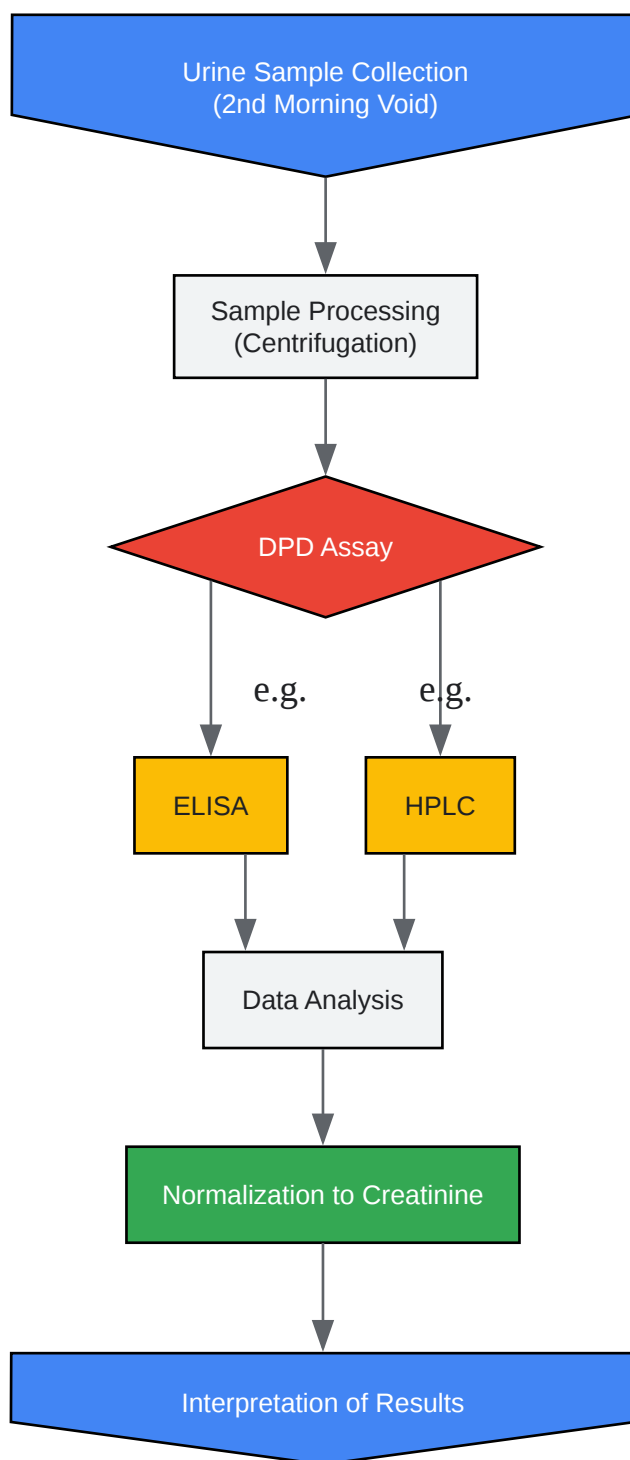 Urine Sample Collection
(2nd Morning Void)
Sample Processing
(Centrifugation)
DPD Assay
e.g.
e.g.
ELISA
HPLC
Data Analysis
Normalization to Creatinine
Interpretation of Results